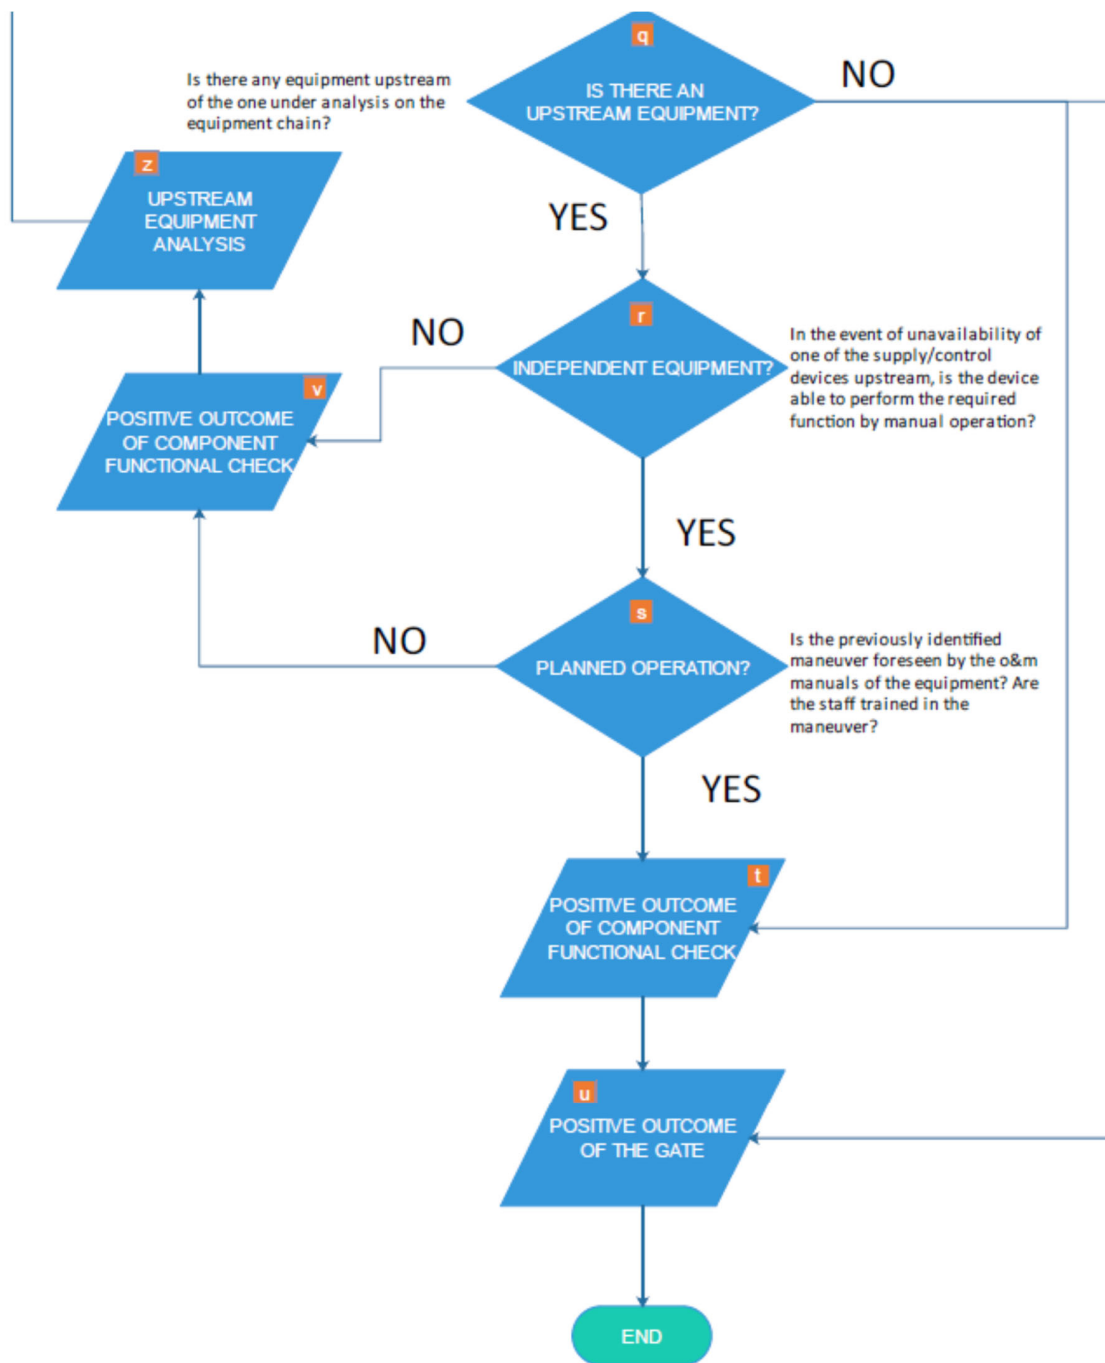 q
IS THERE AN
UPSTREAM EQUIPMENT?
NO
Is there any equipment upstream
of the one under analysis on the
equipment chain?
z
UPSTREAM
EQUIPMENT
ANALYSIS
YES
r
INDEPENDENT EQUIPMENT?
NO
In the event of unavailability of
one of the supply/control
devices upstream, is the device
able to perform the required
function by manual operation?
v
POSITIVE OUTCOME
OF COMPONENT
FUNCTIONAL CHECK
YES
s
PLANNED OPERATION?
NO
Is the previously identified
maneuver foreseen by the o&m
manuals of the equipment? Are
the staff trained in the
maneuver?
YES
t
POSITIVE OUTCOME
OF COMPONENT
FUNCTIONAL CHECK
u
POSITIVE OUTCOME
OF THE GATE
END